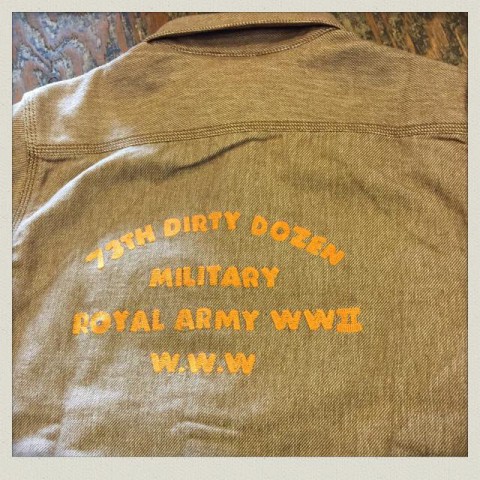 73TH DIRTY DOZEN
MILITARY
ROYAL ARMY WWII
W.W.W